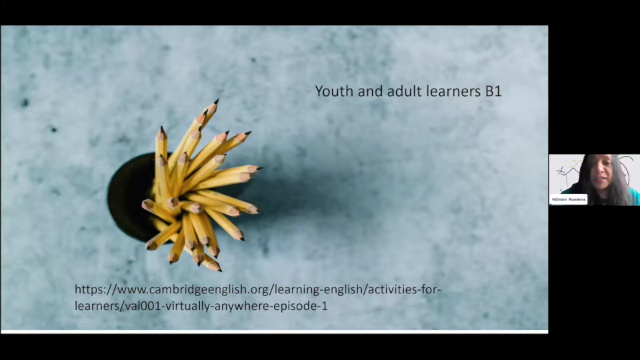 Youth and adult learners B1
https://www.cambridgeenglish.org/learning-english/activities-for-
learners/val001-virtually-anywhere-episode-1